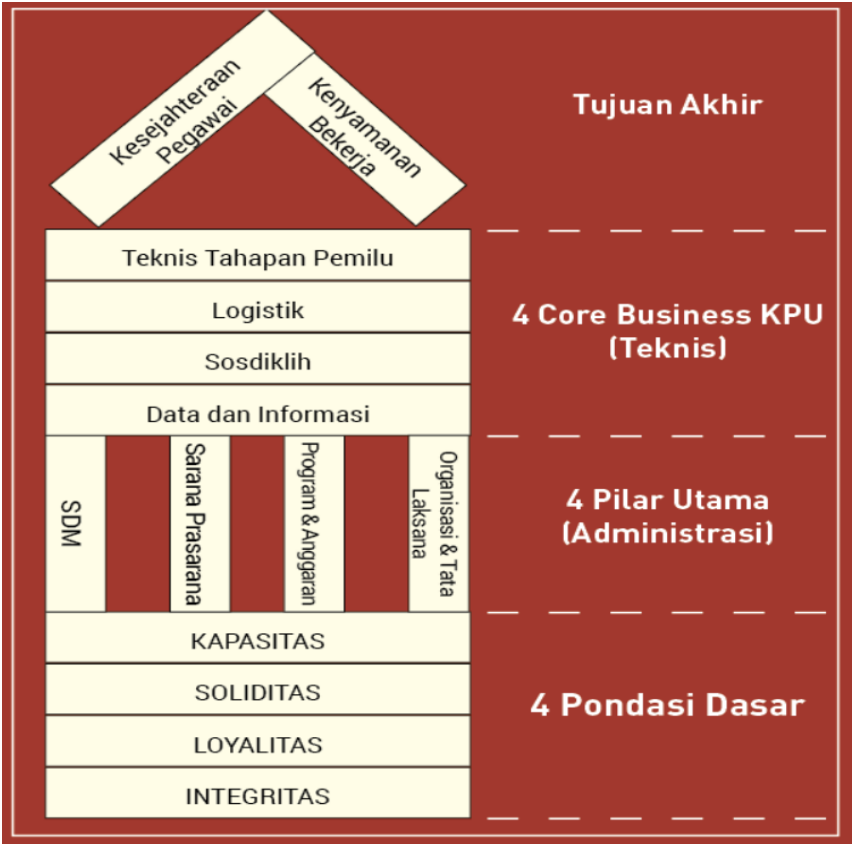 Kesejahteraan
Pegawai
Kenyamanan
Bekerja
Tujuan Akhir
Teknis Tahapan Pemilu
Logistik
Sosdiklih
Data dan Informasi
4 Core Business KPU
(Teknis)
SDM
Sarana Prasarana
Program & Anggaran
Organisasi & Tata
Laksana
4 Pilar Utama
(Administrasi)
KAPASITAS
SOLIDITAS
LOYALITAS
INTEGRITAS
4 Pondasi Dasar